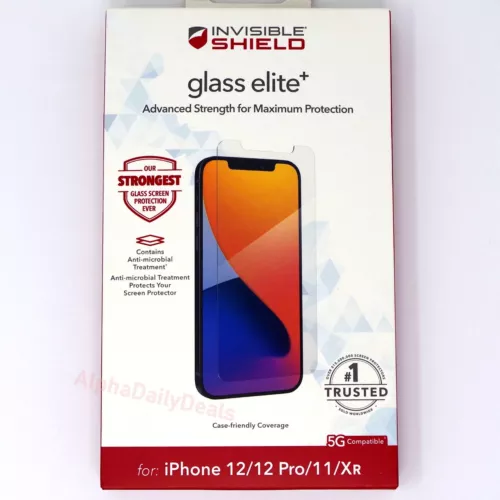 INVISIBLE
SHIELD
glass elite+
Advanced Strength for Maximum Protection
OUR
STRONGEST
GLASS SCREEN
PROTECTION
EVER
Contains
Anti-microbial
Treatment*
Anti-microbial Treatment
Protects Your
Screen Protector
AlphaDailyDeals
#1
TRUSTED
SOLD WORLDWIDE
Case-friendly Coverage
5G Compatible
for: iPhone 12/12 Pro/11/XR